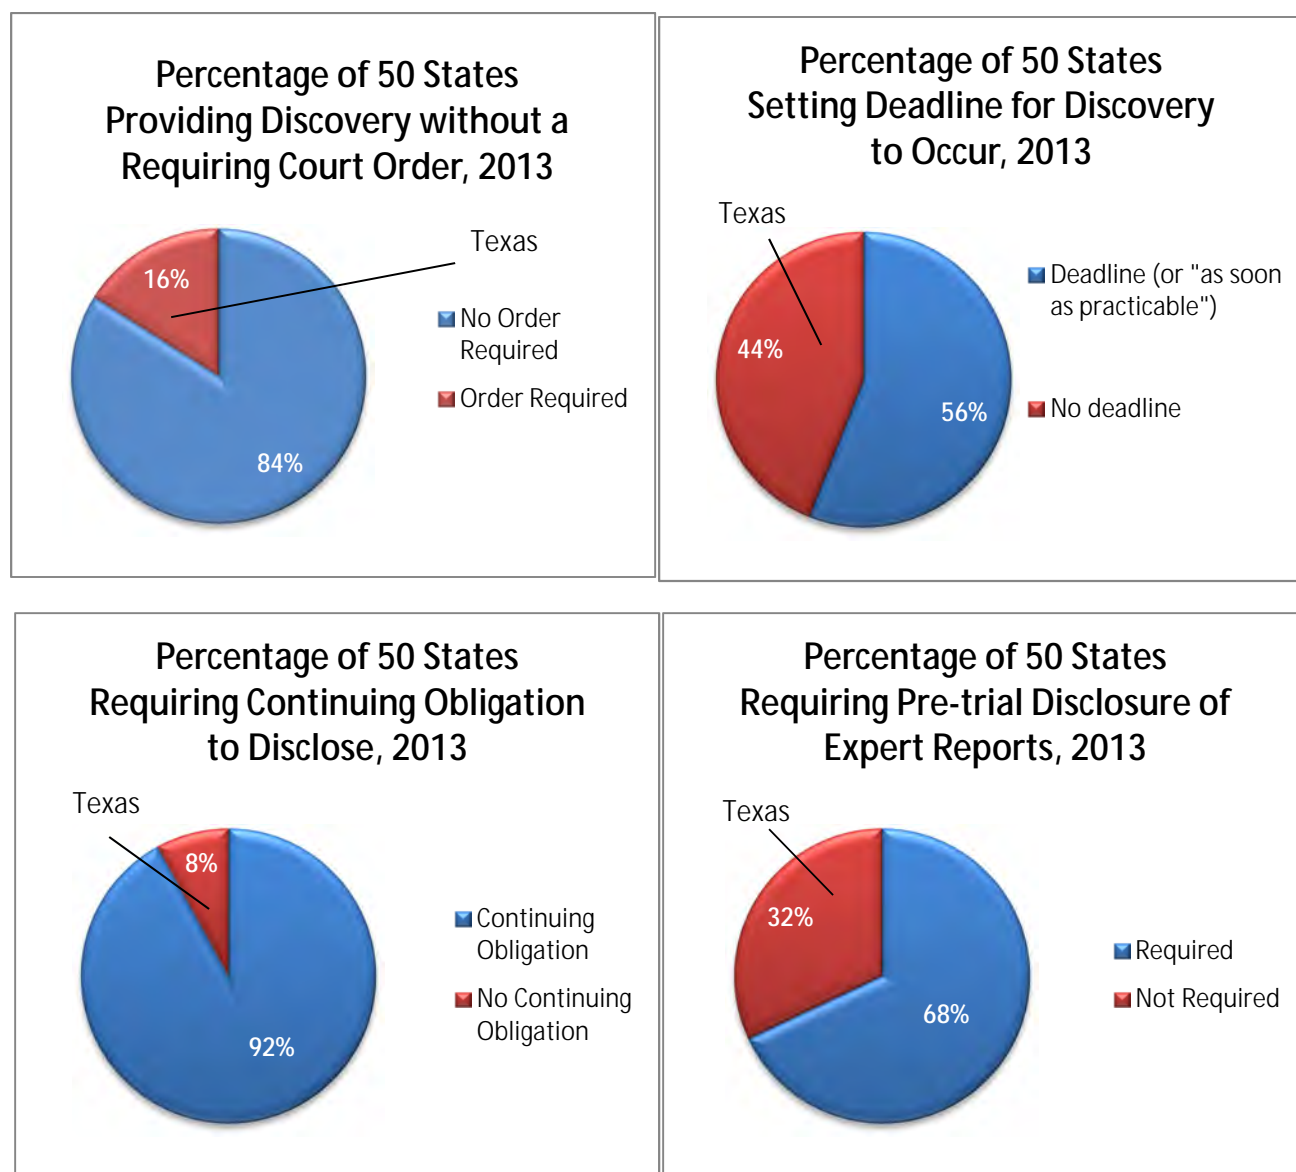 Percentage of 50 States
Providing Discovery without a
Requiring Court Order, 2013
Texas
16%
84%
No Order
Required
Order Required
Percentage of 50 States
Setting Deadline for Discovery
to Occur, 2013
Texas
44%
56%
Deadline (or "as soon
as practicable")
No deadline
Percentage of 50 States
Requiring Continuing Obligation
to Disclose, 2013
Texas
8%
92%
Continuing
Obligation
No Continuing
Obligation
Percentage of 50 States
Requiring Pre-trial Disclosure of
Expert Reports, 2013
Texas
32%
68%
Required
Not Required